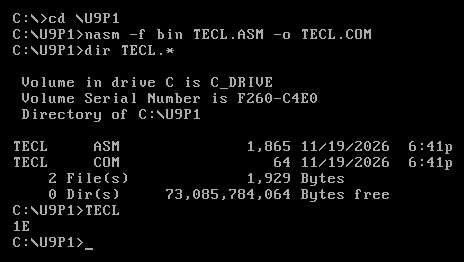 C:\>cd \U9P1
C:\U9P1>nasm -f bin TECL.ASM -o TECL.COM
C:\U9P1>dir TECL.*
Volume in drive C is C_DRIVE
Volume Serial Number is F260-C4E0
Directory of C:\U9P1
TECL     ASM             1,865 11/19/2026  6:41p
TECL     COM                64 11/19/2026  6:41p
2 File(s)          1,929 Bytes
0 Dir(s)  73,085,784,064 Bytes free
C:\U9P1>TECL
1E
C:\U9P1>_